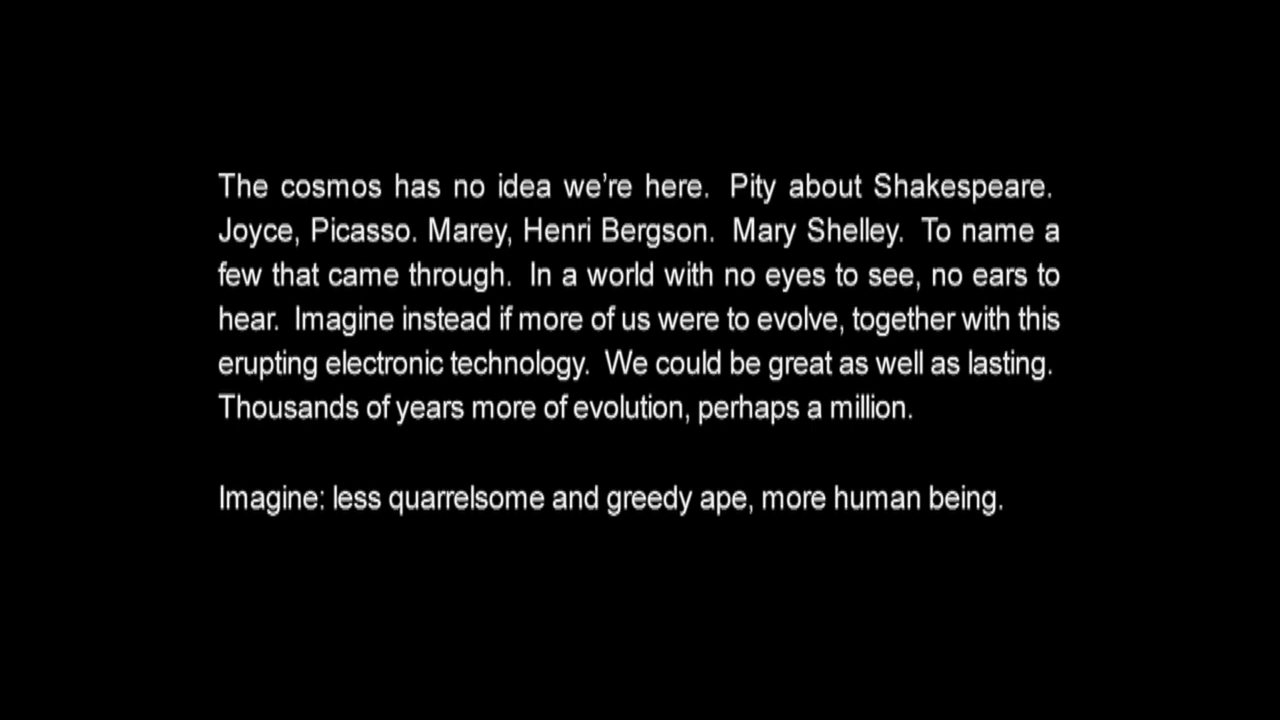 The cosmos has no idea we’re here. Pity about Shakespeare.
Joyce, Picasso. Marey, Henri Bergson. Mary Shelley. To name a
few that came through. In a world with no eyes to see, no ears to
hear. Imagine instead if more of us were to evolve, together with this
erupting electronic technology. We could be great as well as lasting.
Thousands of years more of evolution, perhaps a million.
Imagine: less quarrelsome and greedy ape, more human being.